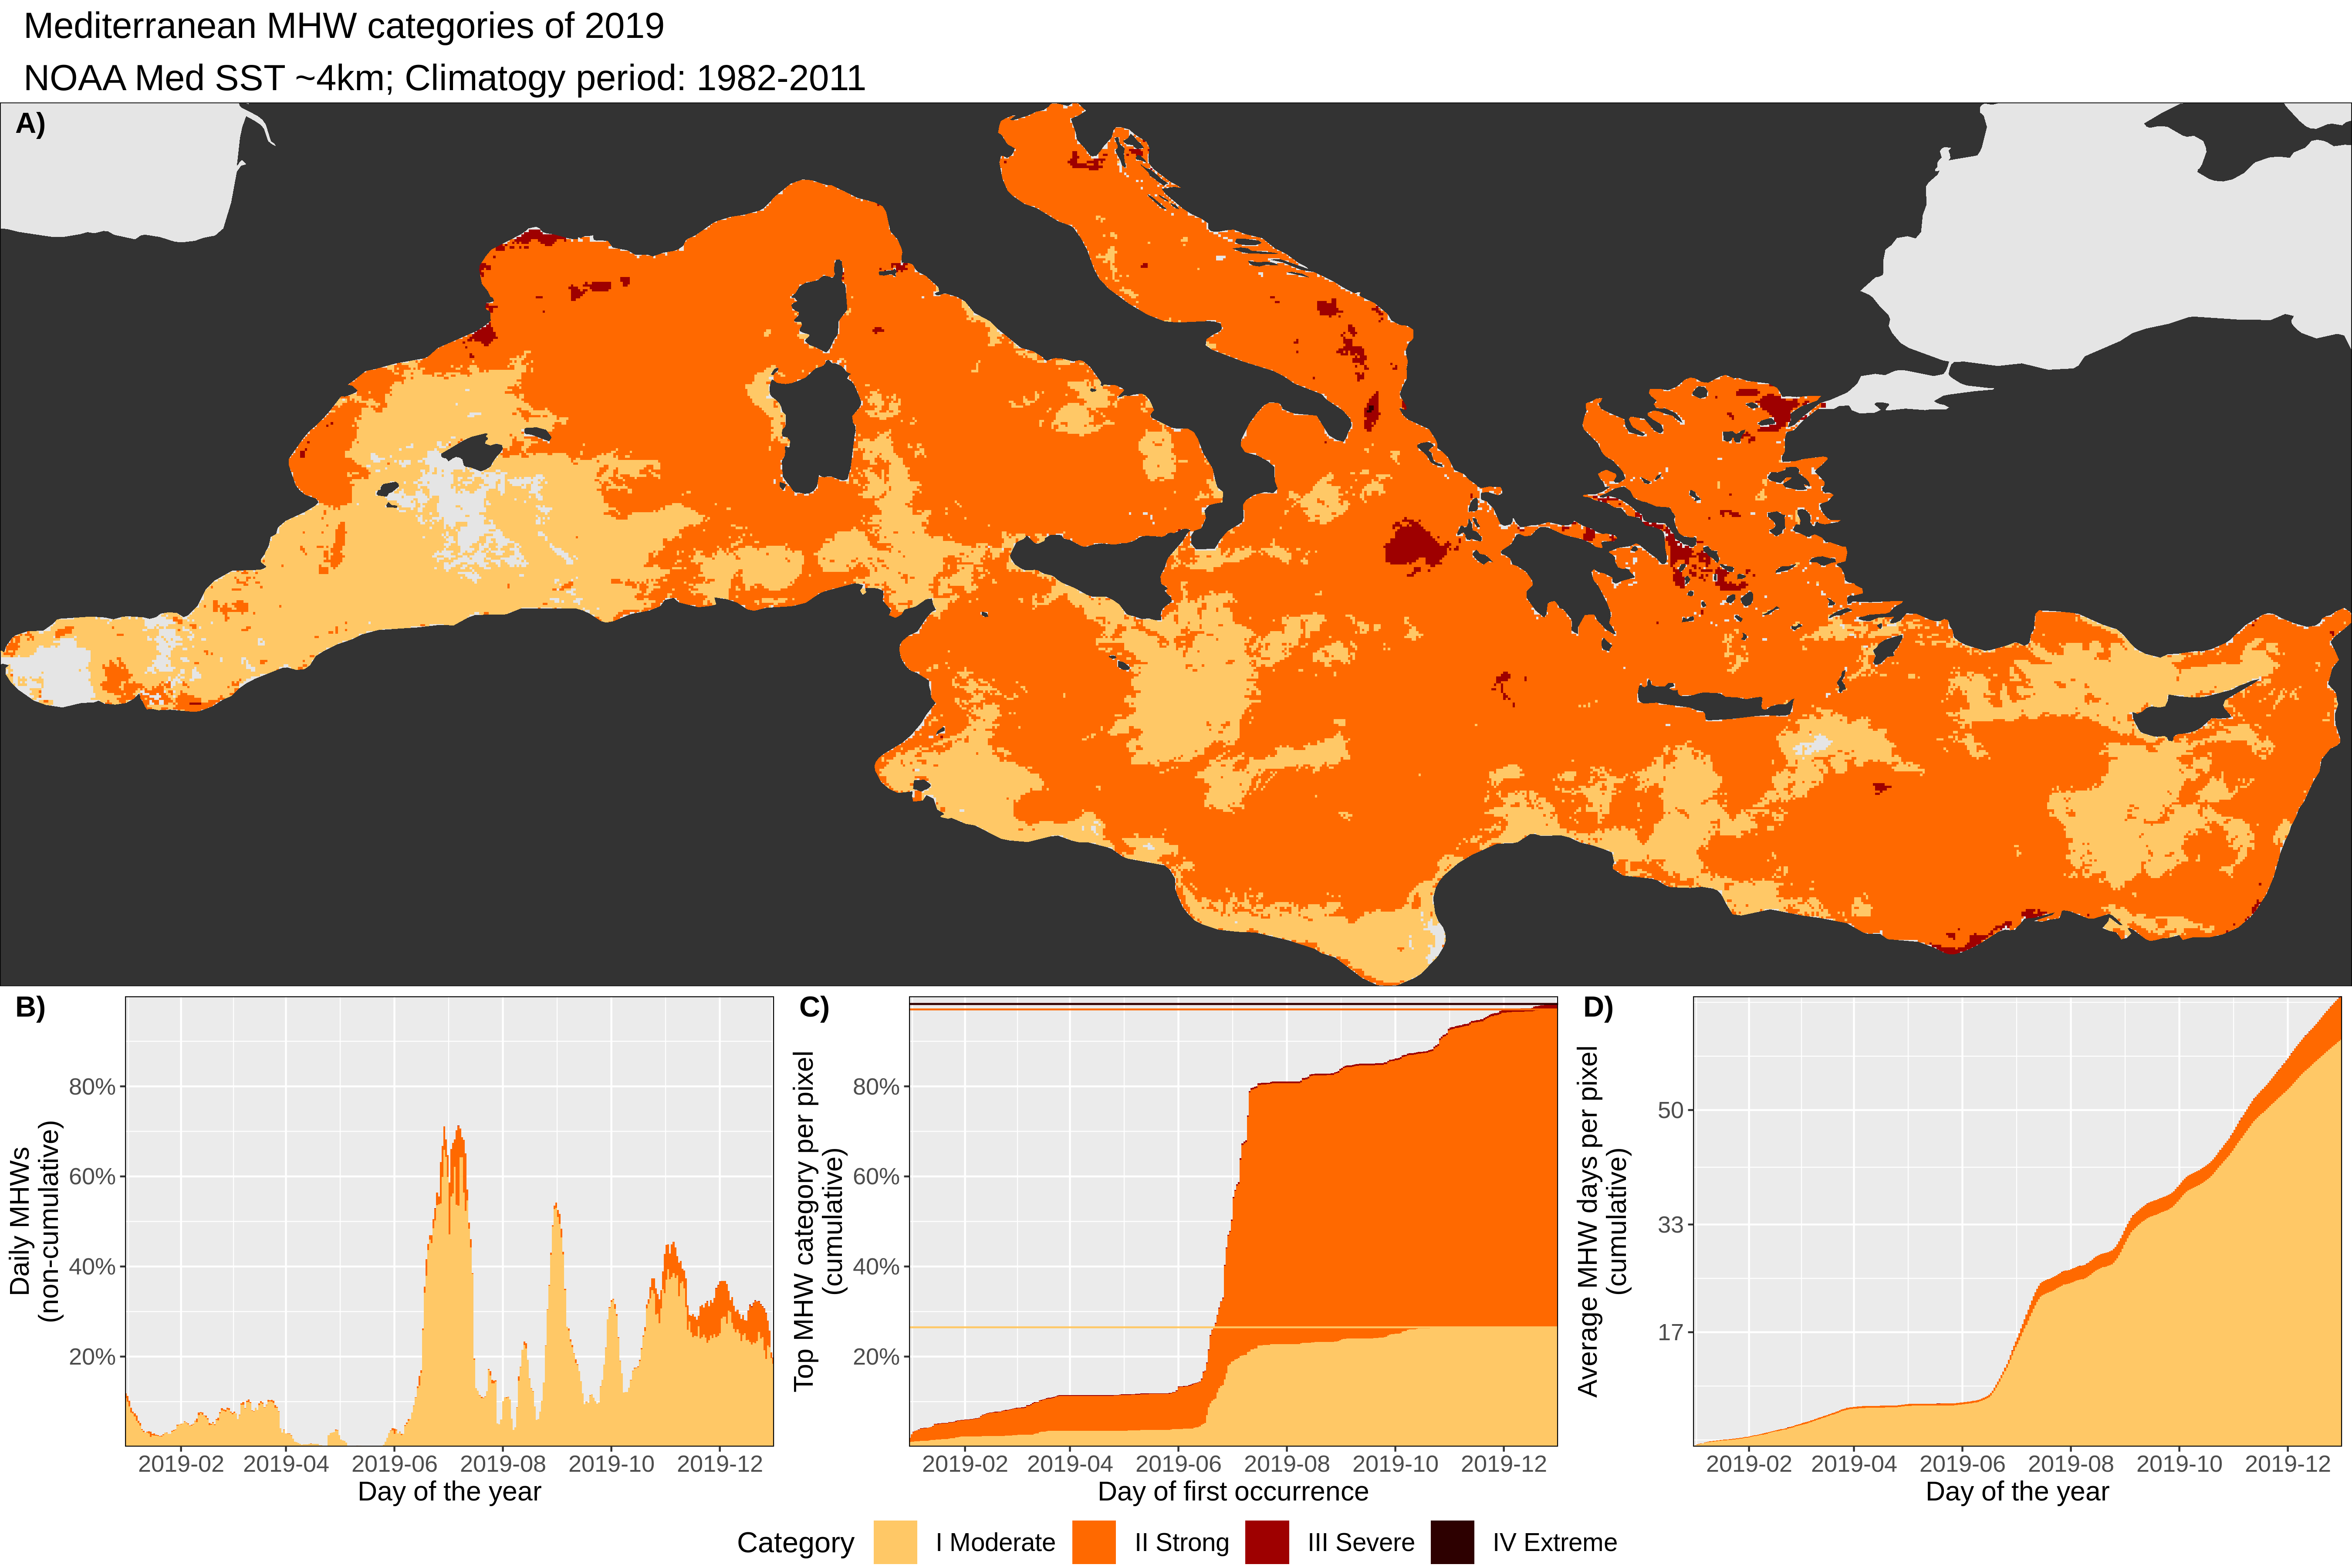 Mediterranean MHW categories of 2019
NOAA Med SST ~4km; Climatogy period: 1982-2011
A)
B)
Daily MHWs
(non-cumulative)
80%
60%
40%
20%
2019-02 2019-04 2019-06 2019-08 2019-10 2019-12
Day of the year
C)
Top MHW category per pixel
(cumulative)
80%
60%
40%
20%
2019-02 2019-04 2019-06 2019-08 2019-10 2019-12
Day of first occurrence
D)
Average MHW days per pixel
(cumulative)
50
33
17
2019-02 2019-04 2019-06 2019-08 2019-10 2019-12
Day of the year
Category I Moderate II Strong III Severe IV Extreme